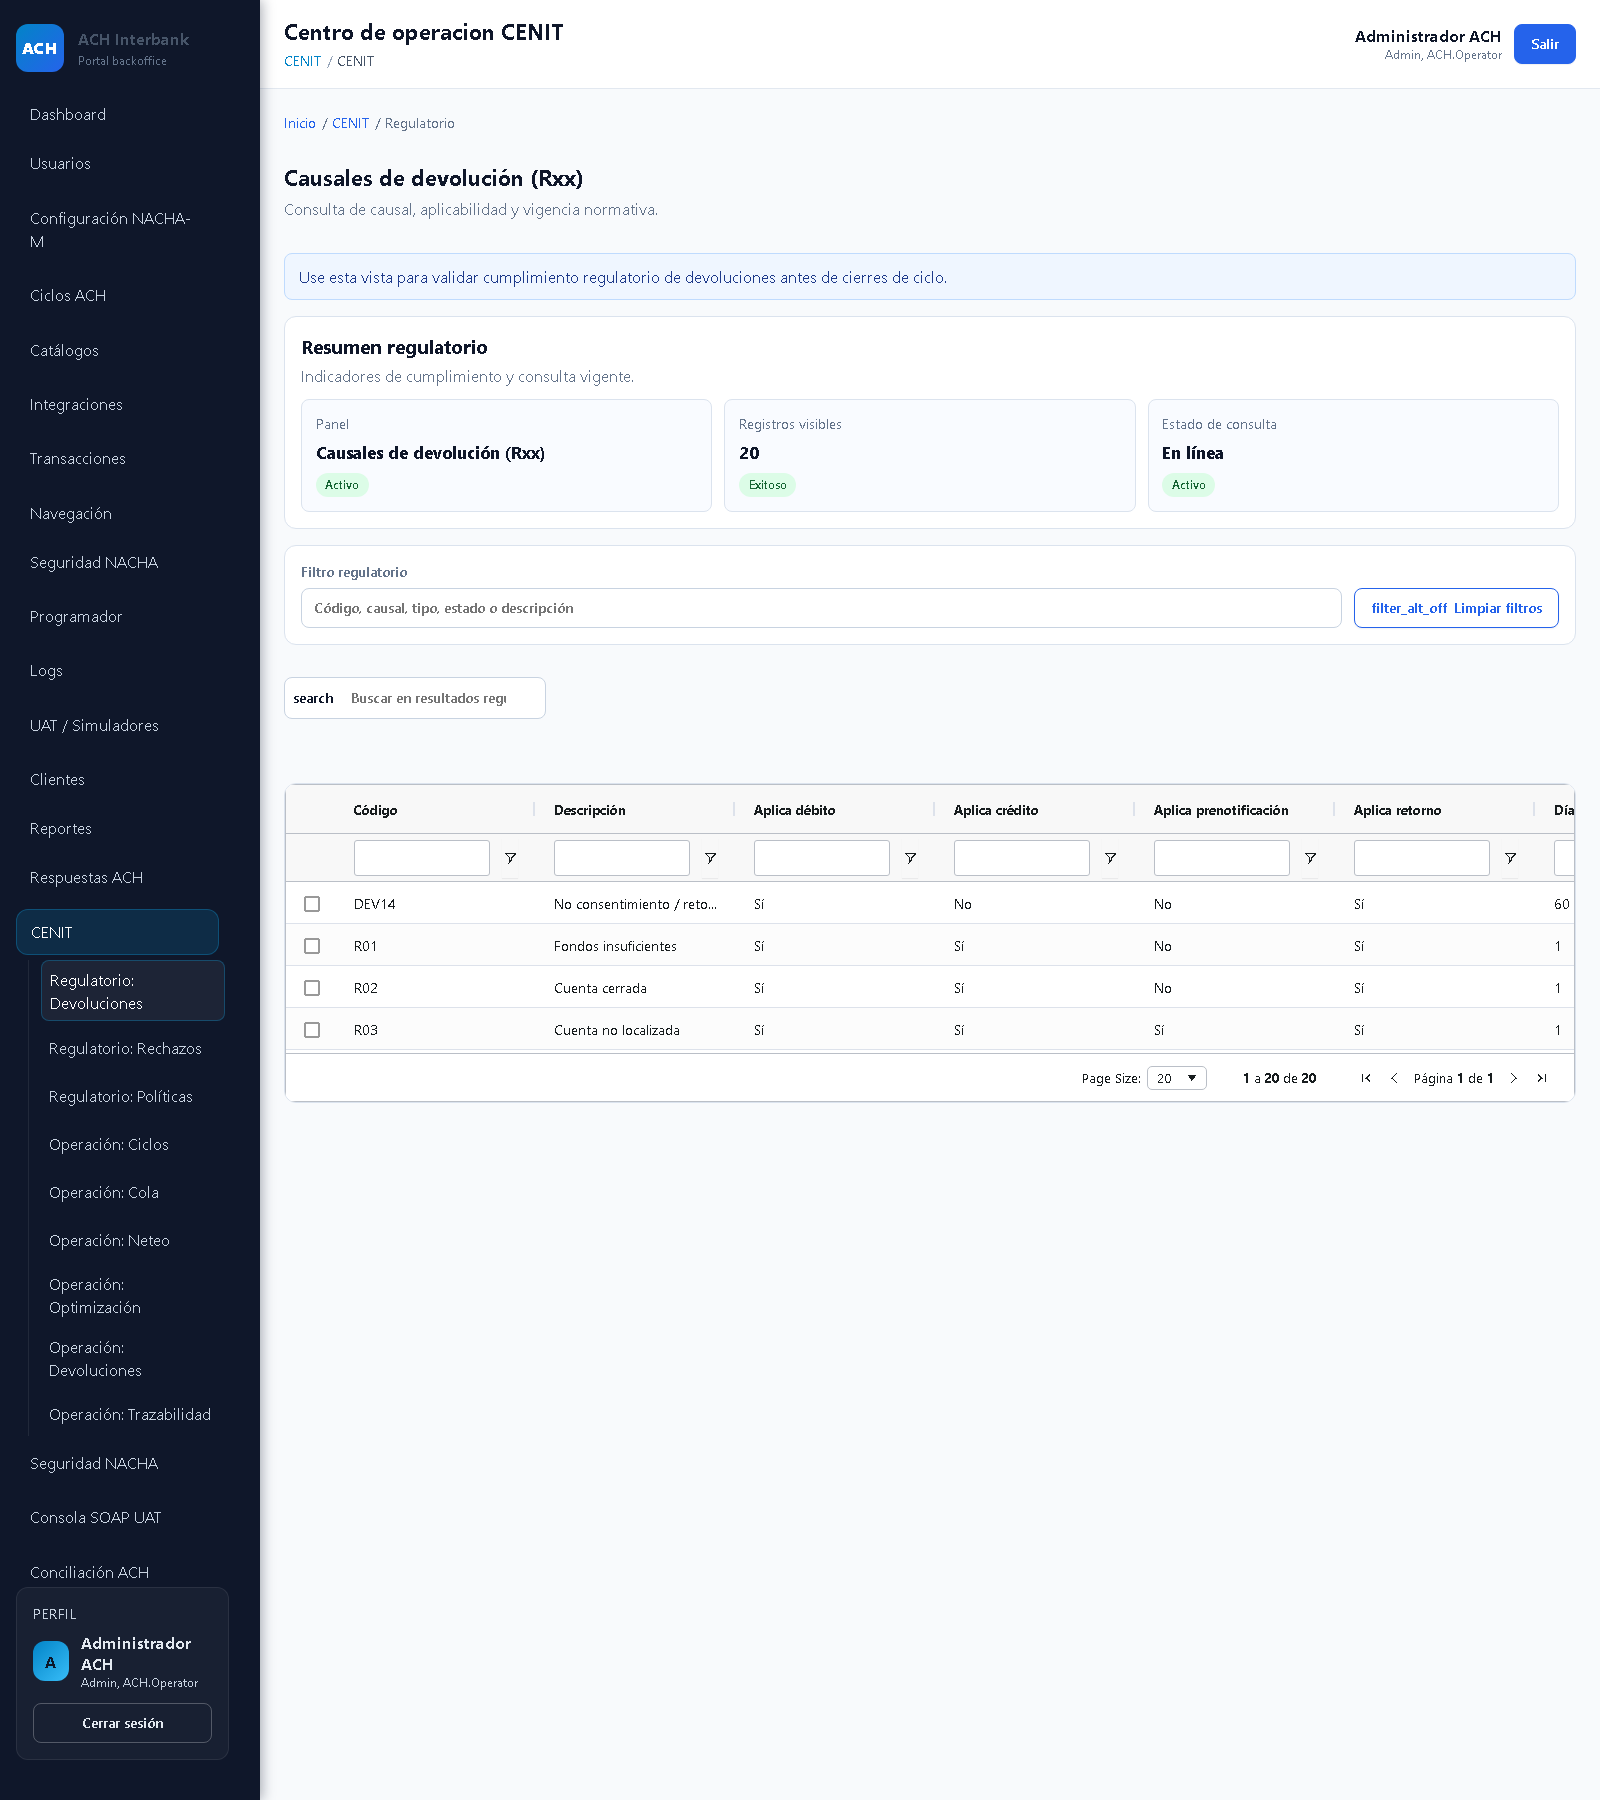 ACH
ACH Interbank
Portal backoffice
Dashboard
Usuarios
Configuración NACHA-
M
Ciclos ACH
Catálogos
Integraciones
Transacciones
Navegación
Seguridad NACHA
Programador
Logs
UAT / Simuladores
Clientes
Reportes
Respuestas ACH
CENIT
Regulatorio:
Devoluciones
Regulatorio: Rechazos
Regulatorio: Políticas
Operación: Ciclos
Operación: Cola
Operación: Neteo
Operación:
Optimización
Operación:
Devoluciones
Operación: Trazabilidad
Seguridad NACHA
Consola SOAP UAT
Conciliación ACH
PERFIL
A
Administrador
ACH
Admin, ACH.Operator
Cerrar sesión
Centro de operacion CENIT
CENIT / CENIT
Administrador ACH
Admin, ACH.Operator
Salir
Inicio / CENIT / Regulatorio
Causales de devolución (Rxx)
Consulta de causal, aplicabilidad y vigencia normativa.
Use esta vista para validar cumplimiento regulatorio de devoluciones antes de cierres de ciclo.
Resumen regulatorio
Indicadores de cumplimiento y consulta vigente.
Panel
Causales de devolución (Rxx)
Activo
Registros visibles
20
Exitoso
Estado de consulta
En línea
Activo
Filtro regulatorio
Código, causal, tipo, estado o descripción
filter_alt_off Limpiar filtros
search Buscar en resultados regu
Código Descripción Aplica débito Aplica crédito Aplica prenotificación Aplica retorno Día
DEV14 No consentimiento / reto... Sí No No Sí 60
R01 Fondos insuficientes Sí Sí No Sí 1
R02 Cuenta cerrada Sí Sí No Sí 1
R03 Cuenta no localizada Sí Sí Sí Sí 1
Page Size: 20 1 a 20 de 20 Página 1 de 1